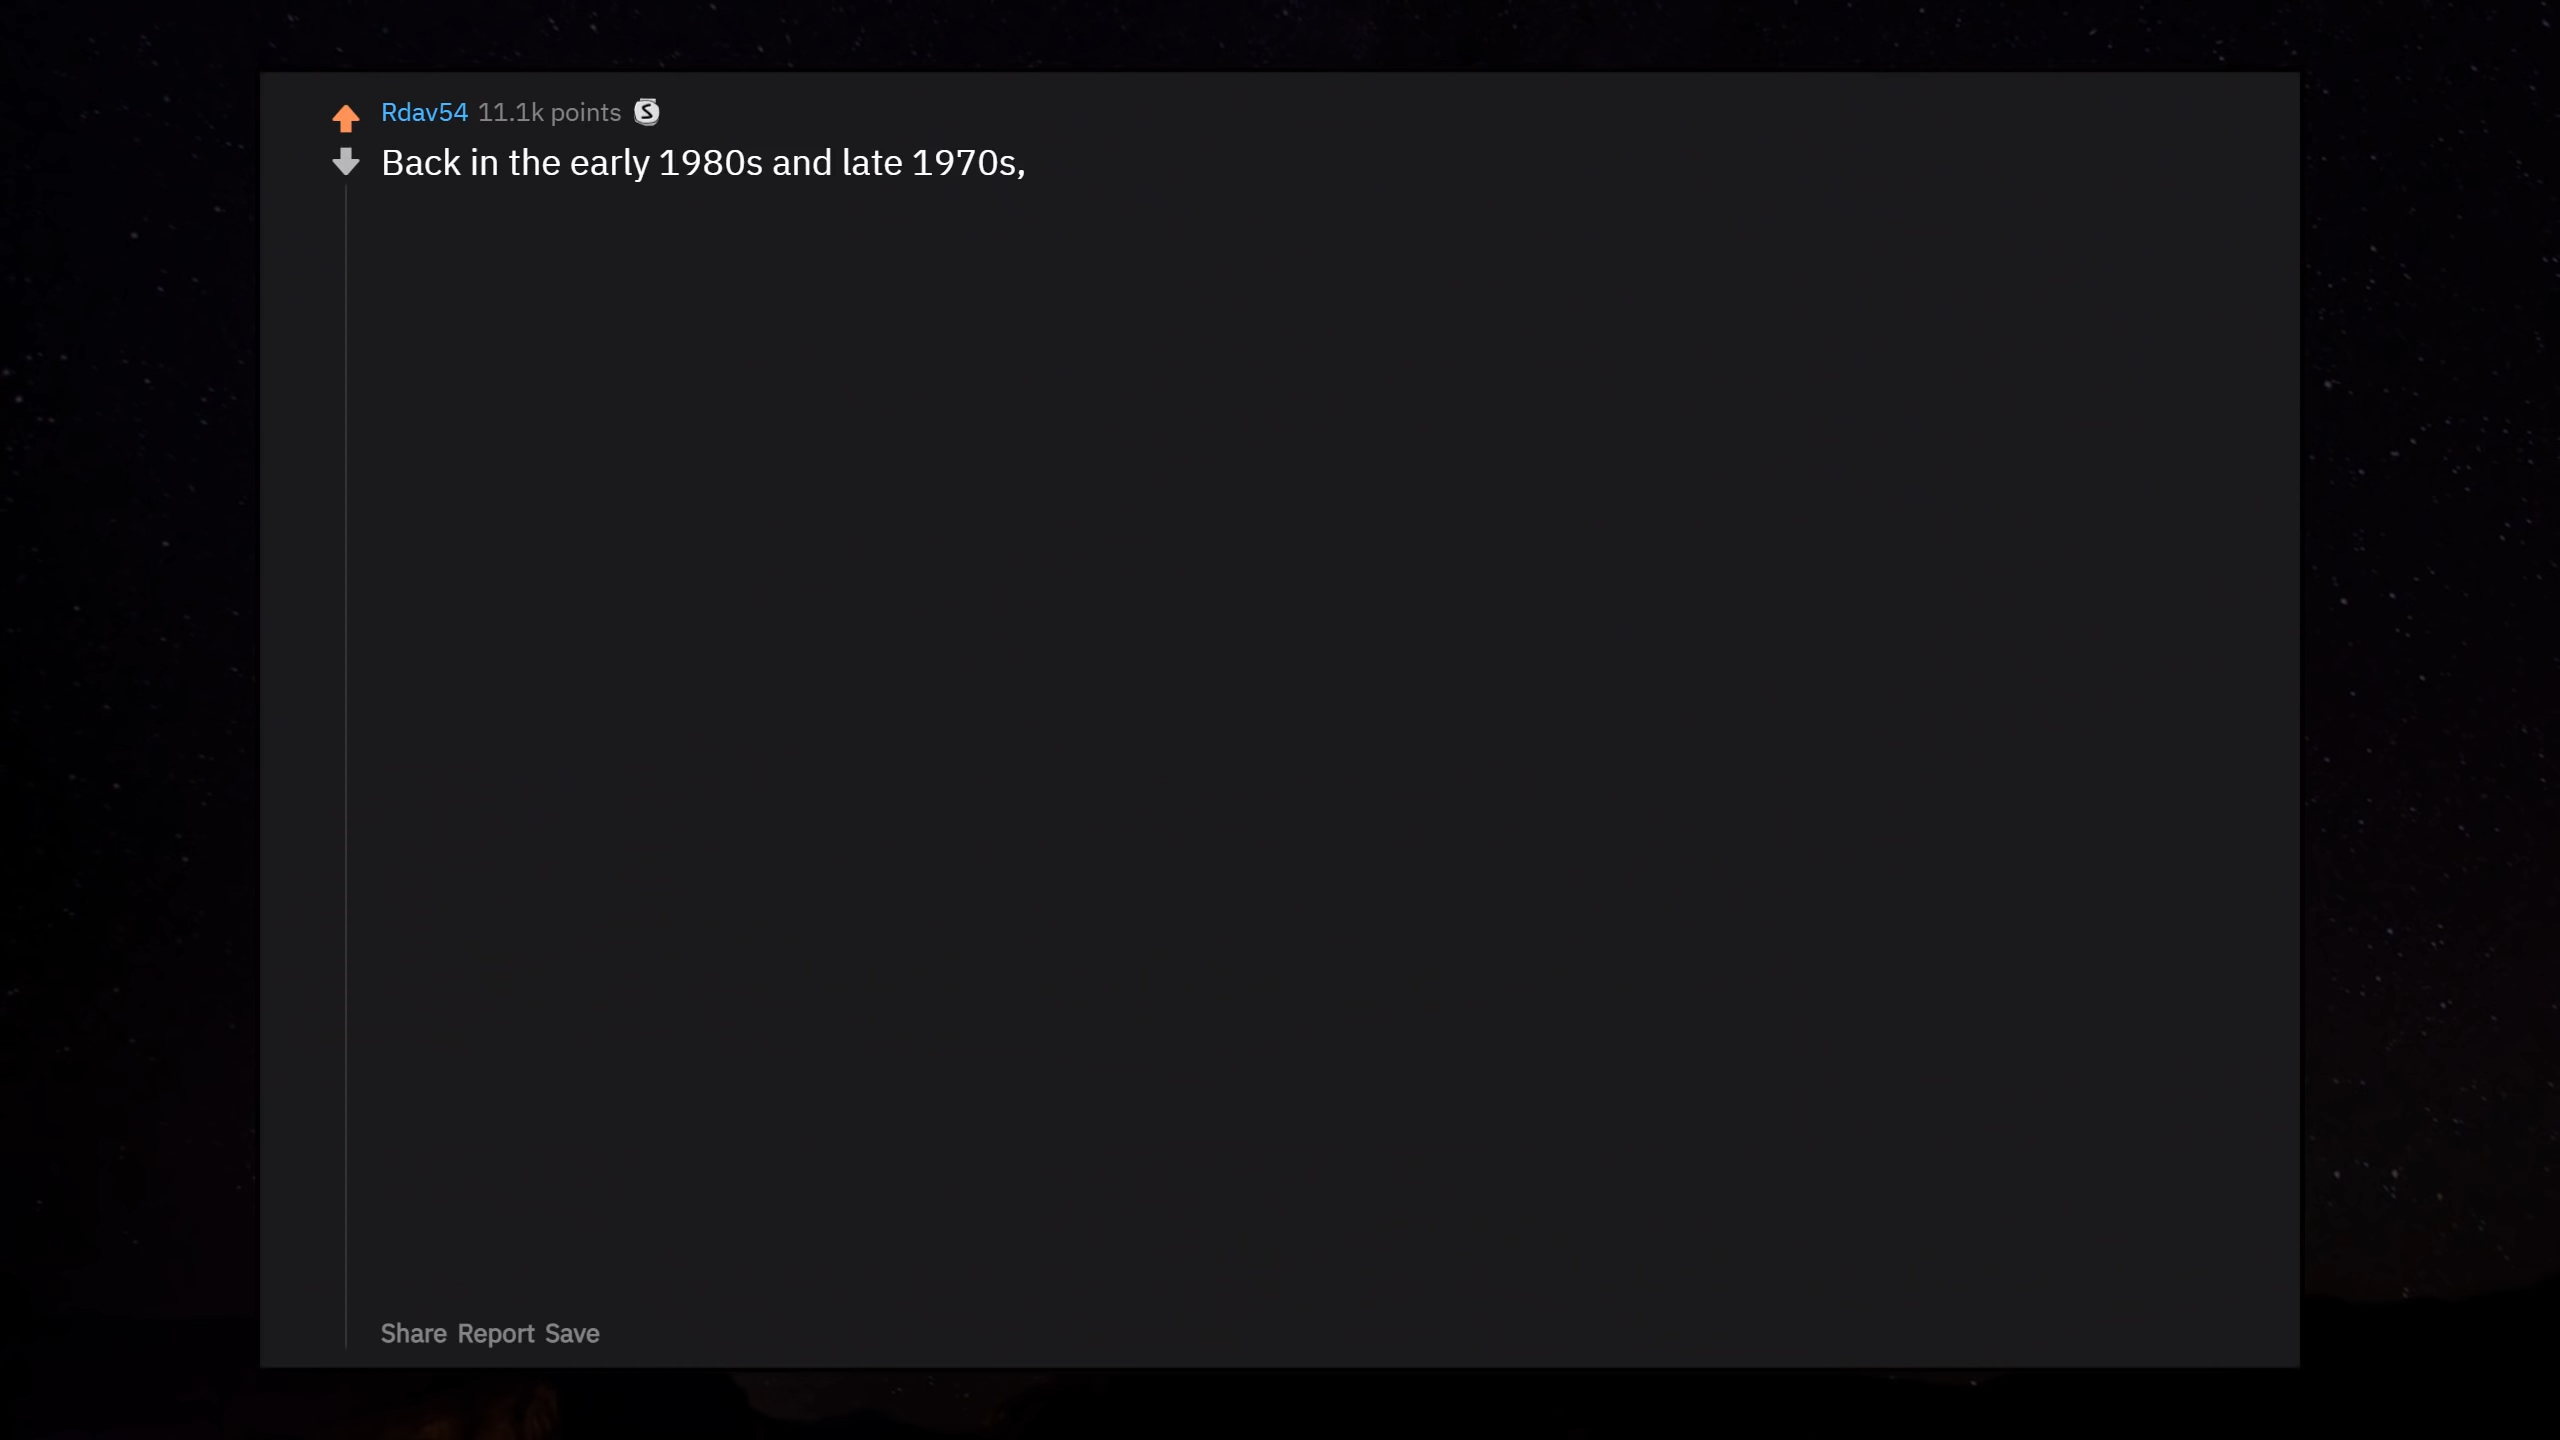 Rdav54 11.1k points S
Back in the early 1980s and late 1970s,
Share Report Save